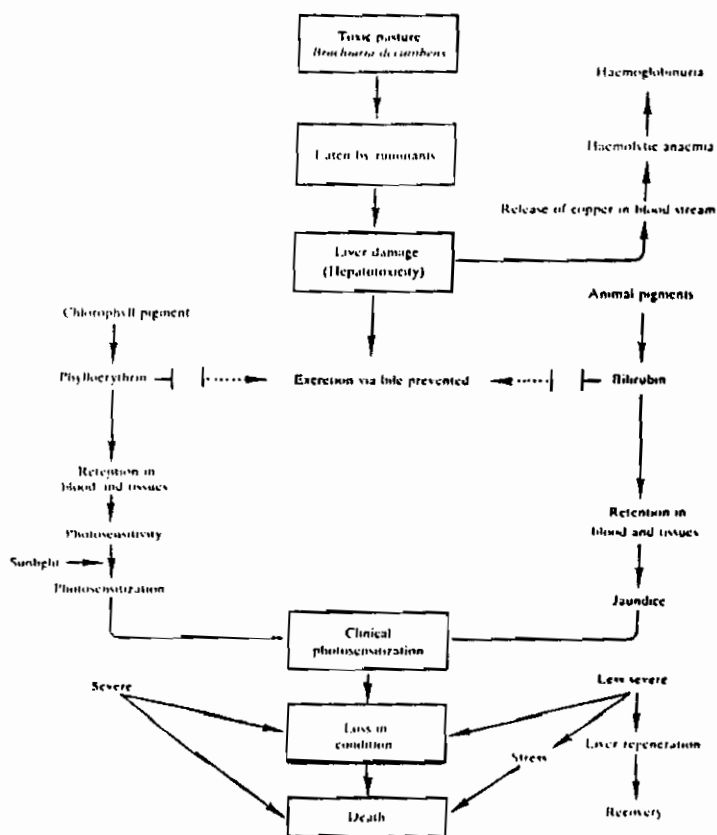 Toxic pasture
Brachiaria decumbens
Haemoglobinuria
Haemolytic anaemia
Eaten by ruminants
Release of copper in blood stream
Liver damage
(Hepatotoxicity)
Animal pigments
Chlorophyll pigment
Phylloerythrin
Excretion via bile prevented
Bilirubin
Retention in
blood and tissues
Retention in
blood and tissues
Photosensitivity
Sunlight
Photosensitization
Jaundice
Clinical
photosensitization
Severe
Less severe
Loss in
condition
Stress
Liver regeneration
Death
Recovery